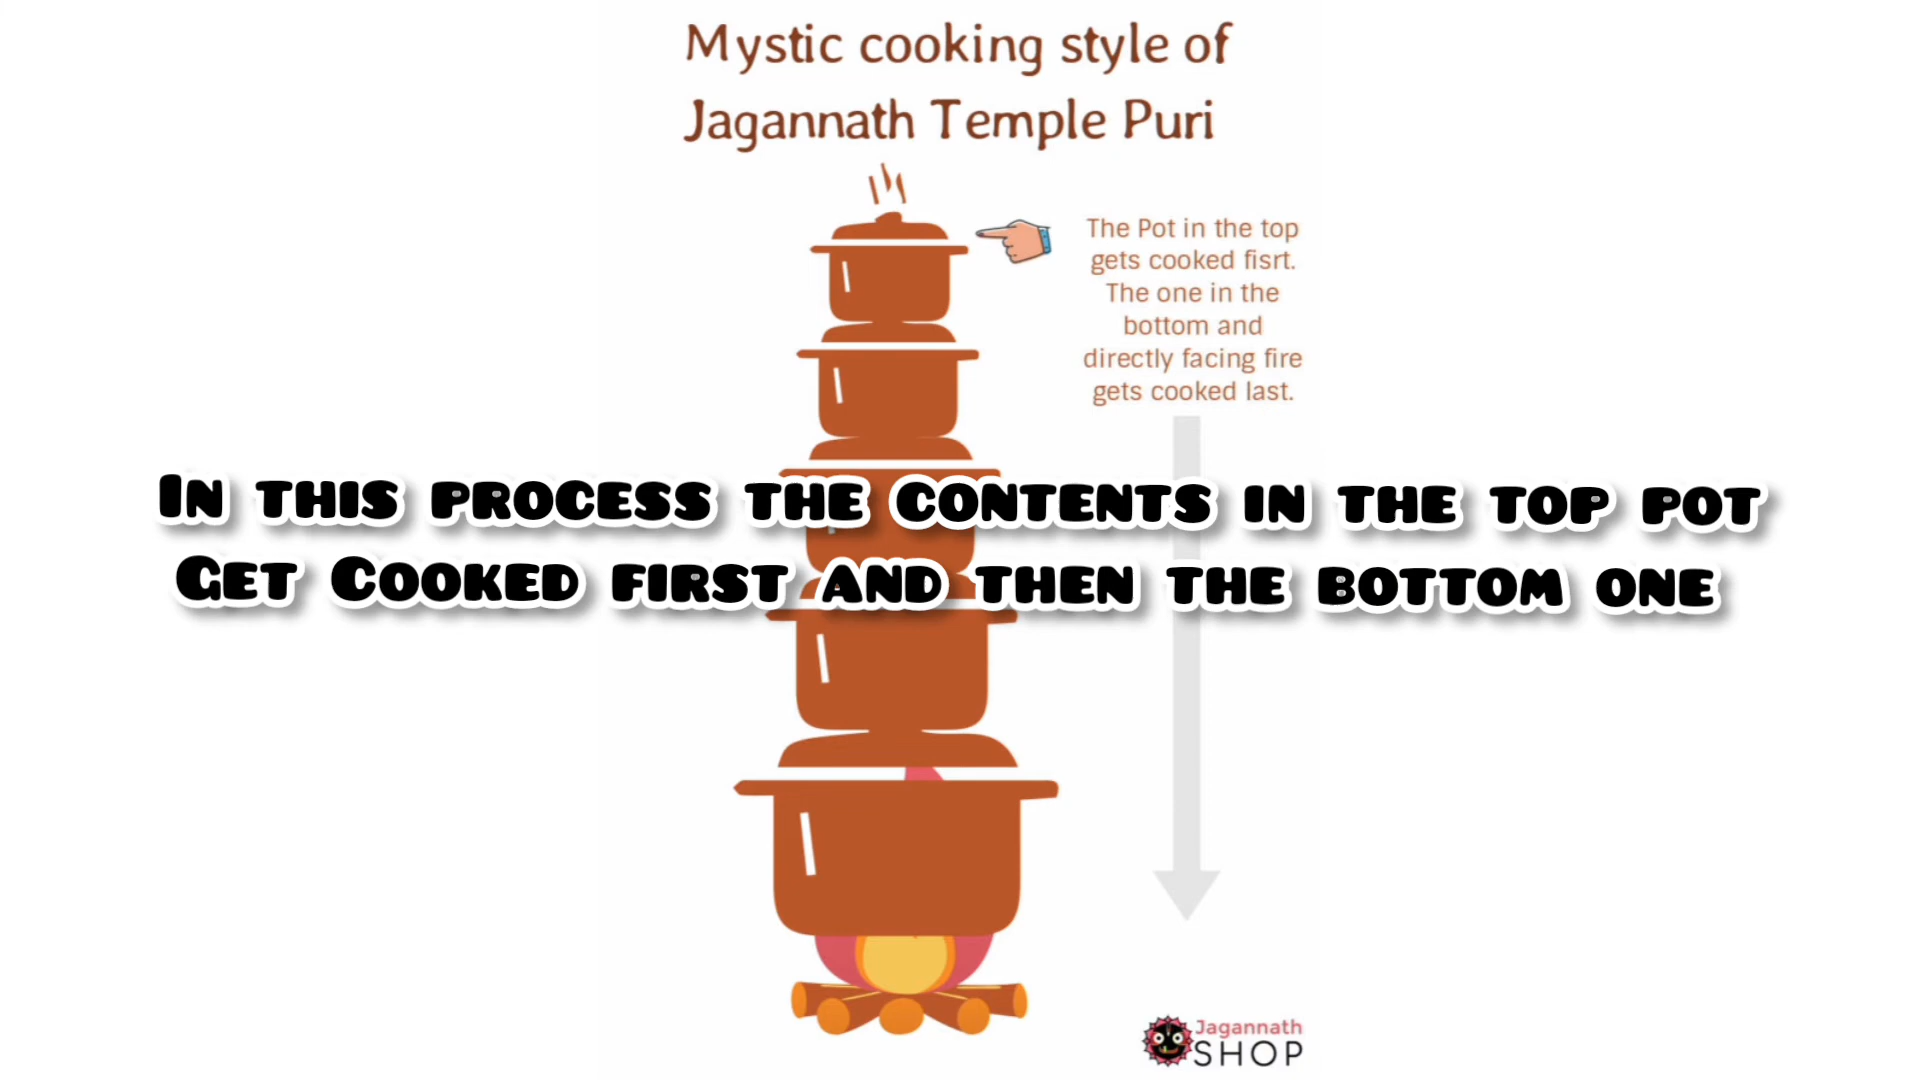 Mystic cooking style of
Jagannath Temple Puri
The Pot in the top
gets cooked fisrt.
The one in the
bottom and
directly facing fire
gets cooked last.
In this process the contents in the top pot
Get Cooked first and then the bottom one
Jagannath
SHOP